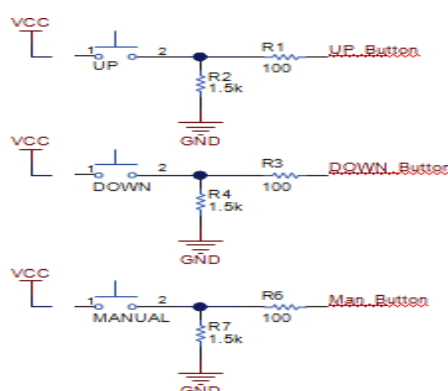 VCC
1 2 R1 UP_Button
UP R2 100
1.5k
GND
VCC
1 2 R3 DOWN_Button
DOWN R4 100
1.5k
GND
VCC
1 2 R6 Man_Button
MANUAL R7 100
1.5k
GND